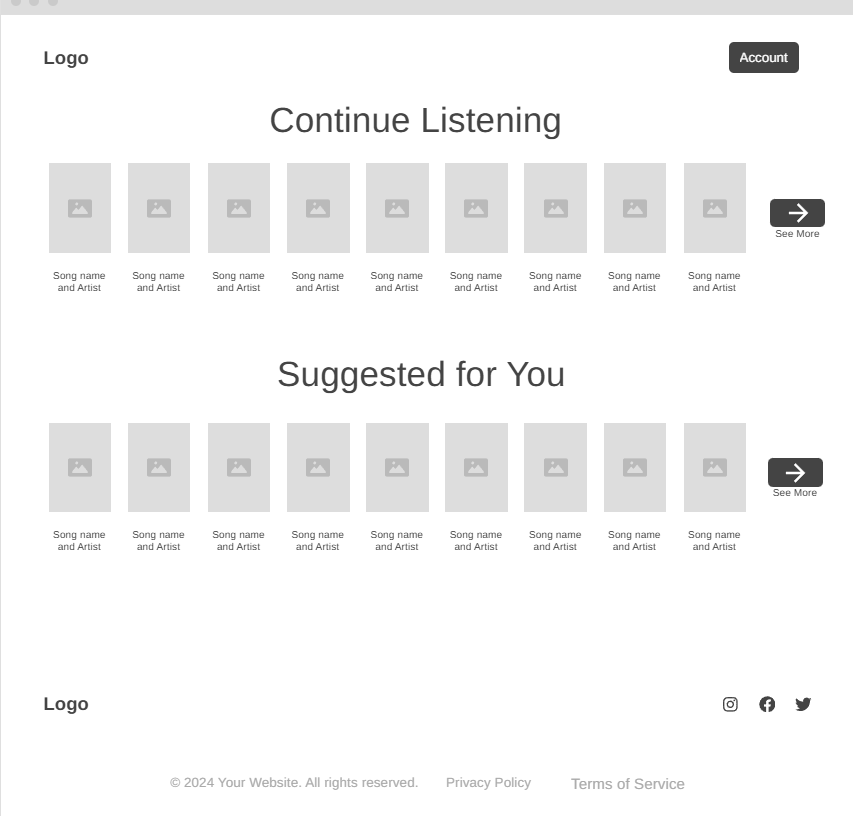 Logo
Account
Continue Listening
See More
Song name Song name Song name Song name Song name Song name Song name Song name Song name
and Artist and Artist and Artist and Artist and Artist and Artist and Artist and Artist and Artist
Suggested for You
See More
Song name Song name Song name Song name Song name Song name Song name Song name Song name
and Artist and Artist and Artist and Artist and Artist and Artist and Artist and Artist and Artist
Logo
© 2024 Your Website. All rights reserved. Privacy Policy Terms of Service